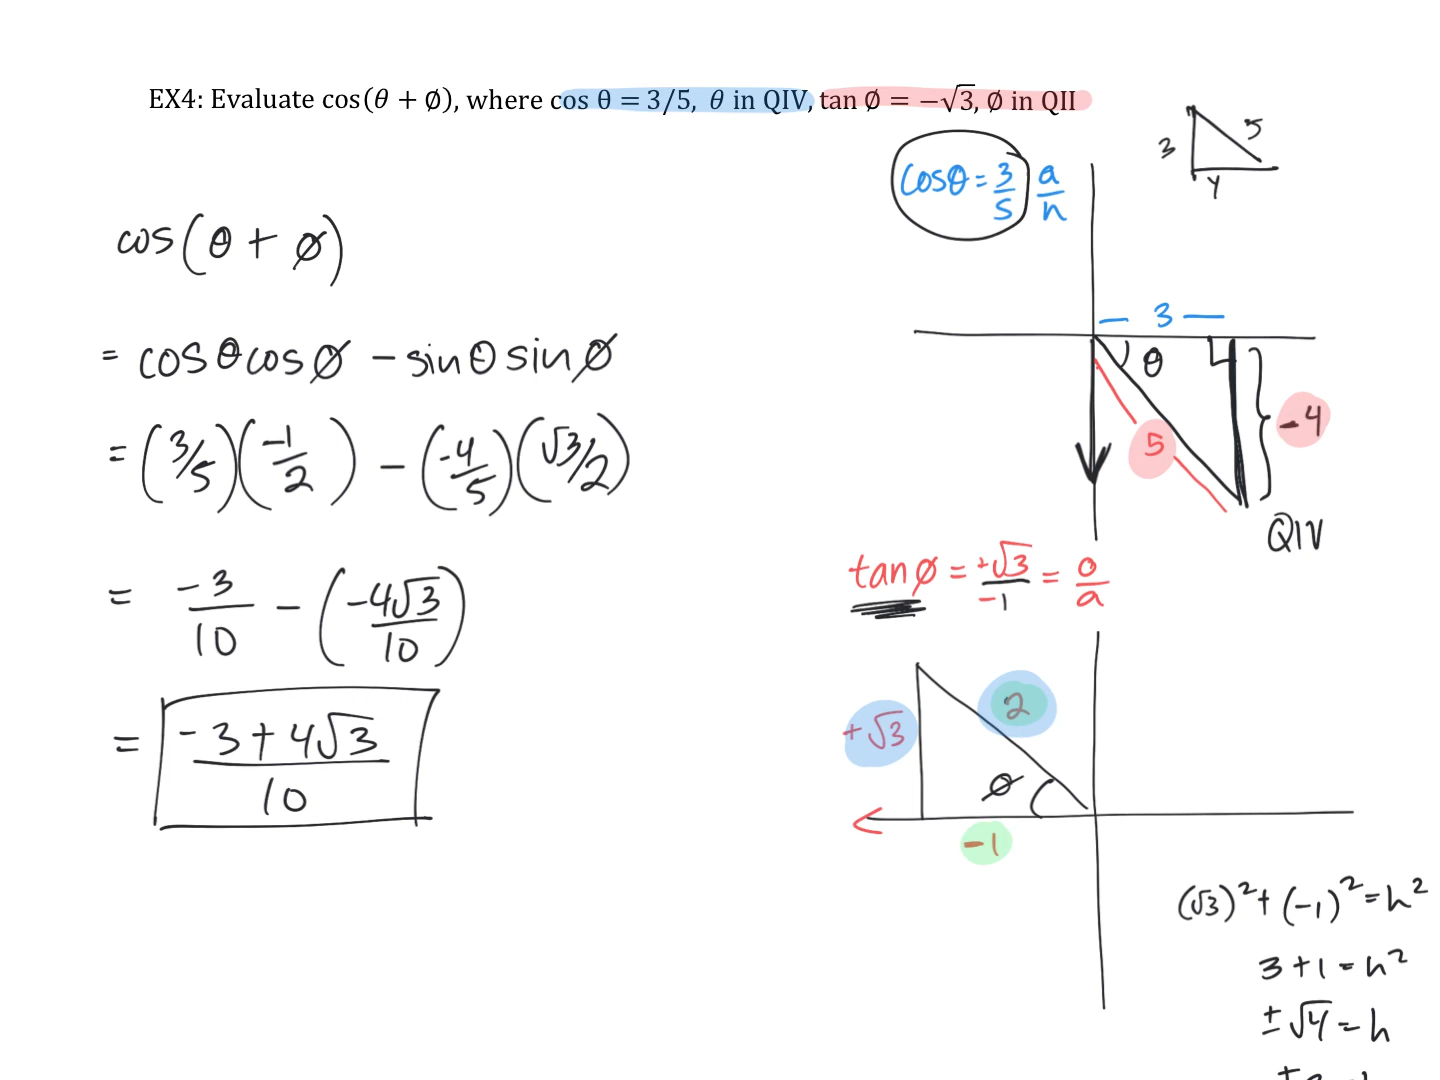 EX4: Evaluate cos(θ + ∅), where cos θ = 3/5, θ in QIV, tan ∅ = −√3, ∅ in QII
cos(θ + ∅)
= cosθcos∅ − sinθ sin∅
= (3/5)(-1/2) − (-4/5)(√3/2)
= -3/10 − (-4√3/10)
= -3+4√3/10
3
5
4
cosθ = 3/5 a/h
3
θ
-4
5
QIV
tan∅ = +√3/-1 = o/a
+√3
2
∅
-1
(√3)²+(-1)²=h²
3+1=h²
±√4=h